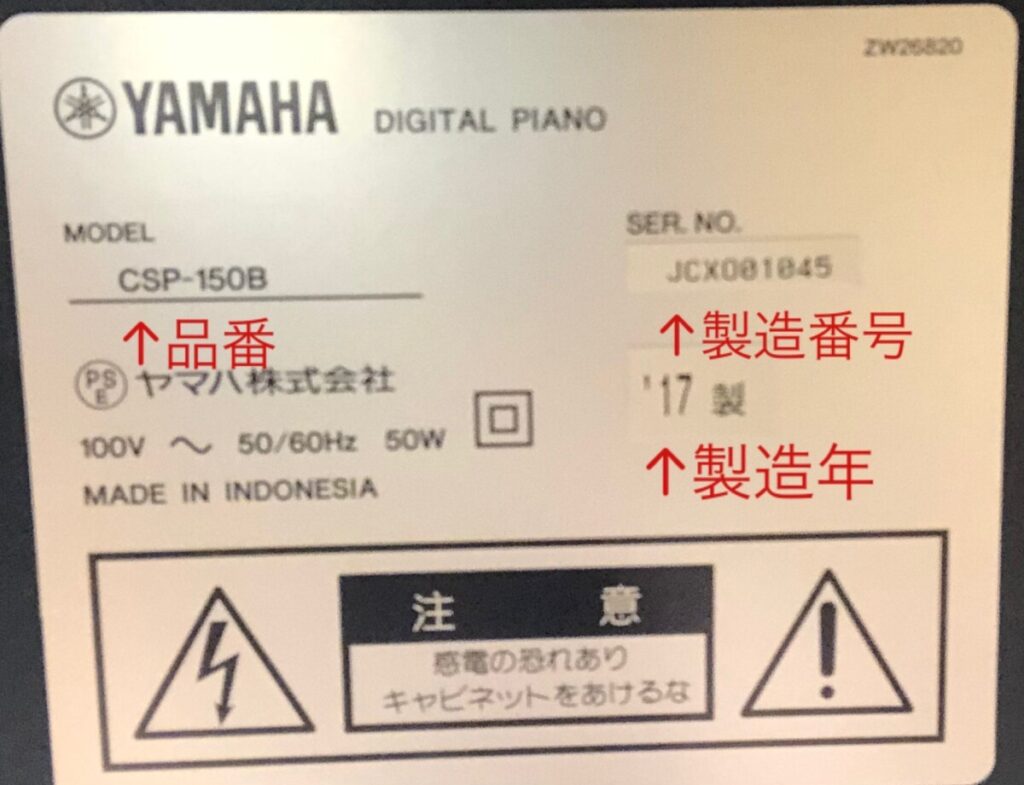 ZW26820
YAMAHA DIGITAL PIANO
MODEL
CSP-150B
↑品番
SER. NO.
JCXO01045
↑製造番号
PS
E
ヤマハ株式会社
'17 製
↑製造年
100V ～ 50/60Hz 50W
MADE IN INDONESIA
注 意
感電の恐れあり
キャビネットをあけるな